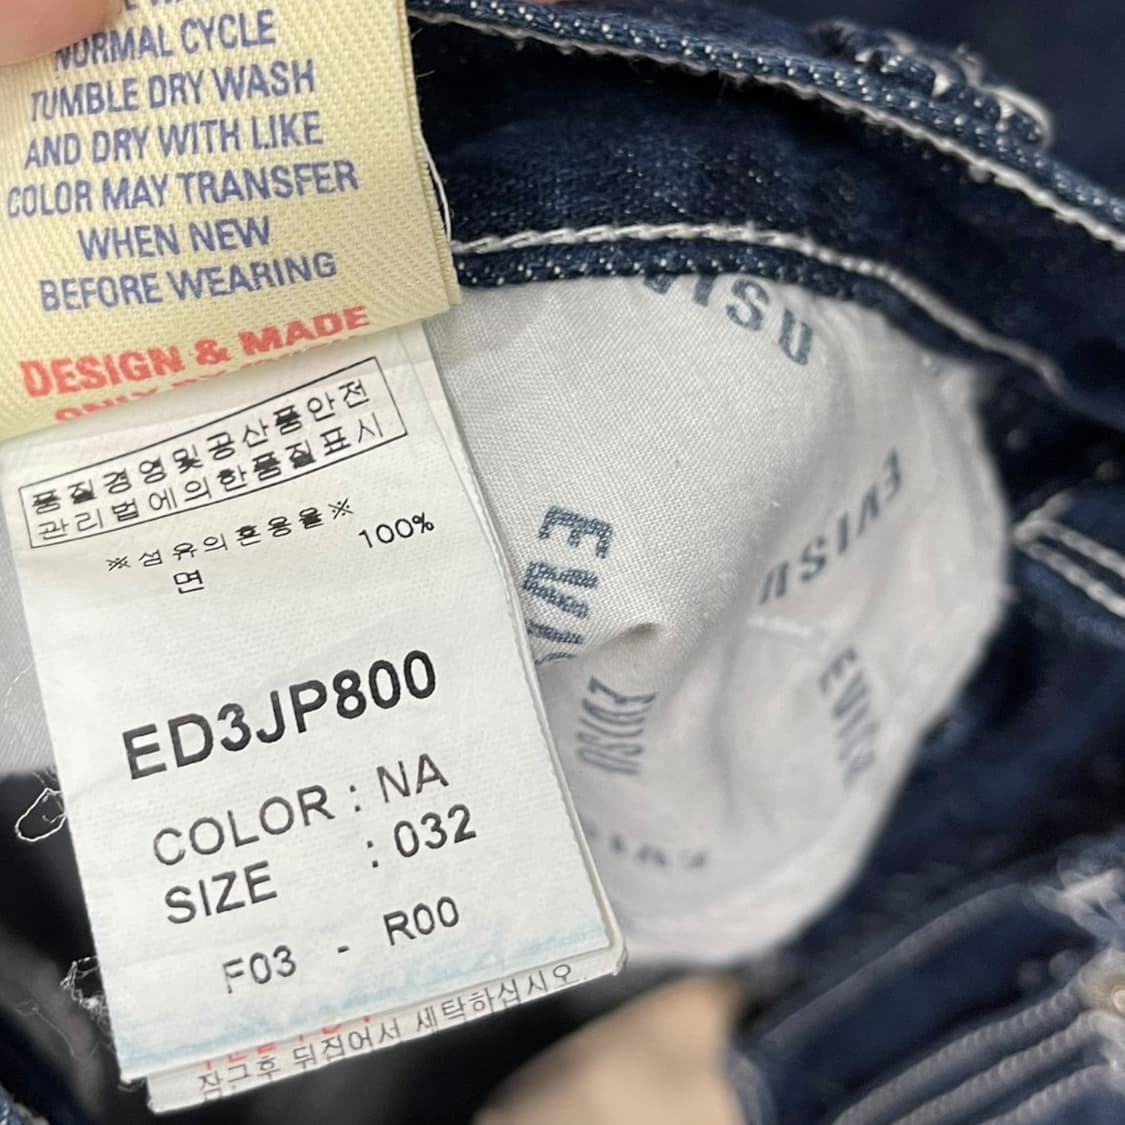 NORMAL CYCLE
TUMBLE DRY WASH
AND DRY WITH LIKE
COLOR MAY TRANSFER
WHEN NEW
BEFORE WEARING
DESIGN & MADE
품질경영및공산품안전
관리법에의한품질표시
※섬유의혼용율※
100%
면
ED3JP800
COLOR : NA
SIZE : 032
F03 - R00
잠근후 뒤집어서 세탁하십시오
EVISU
EVISU
EVISU